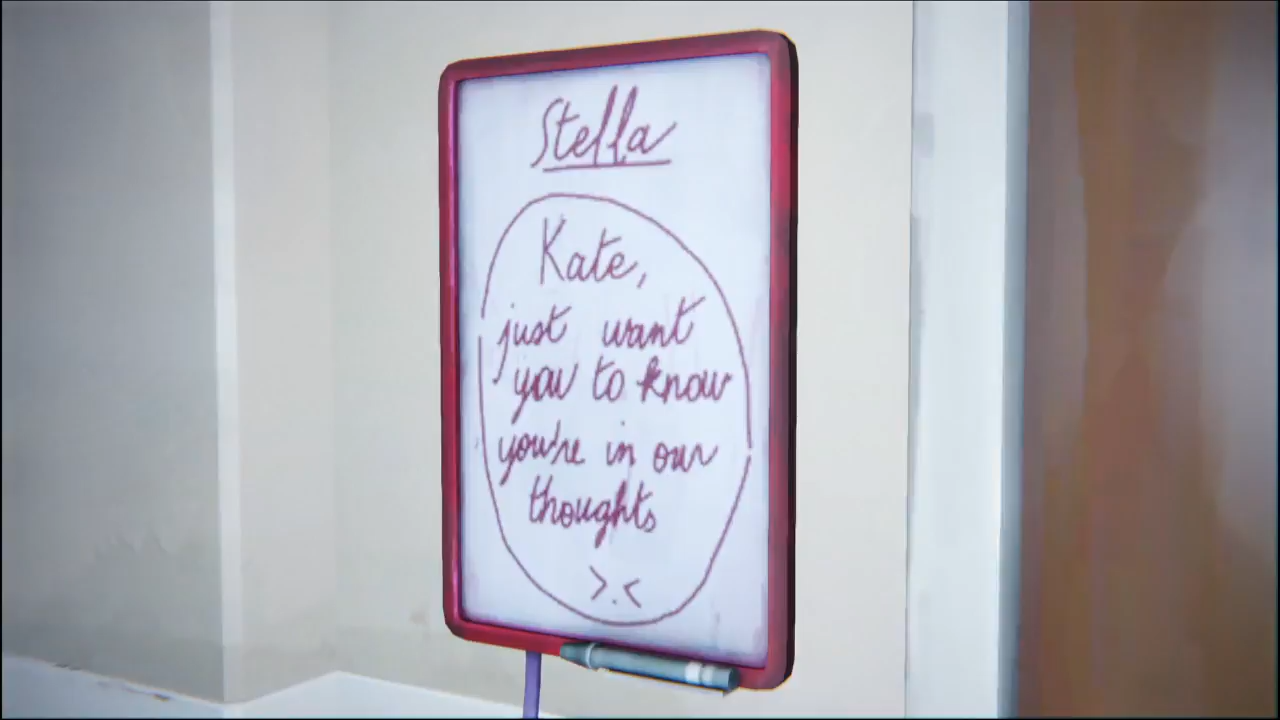 Stella
Kate,
just want
you to know
you're in our
thoughts
>.<